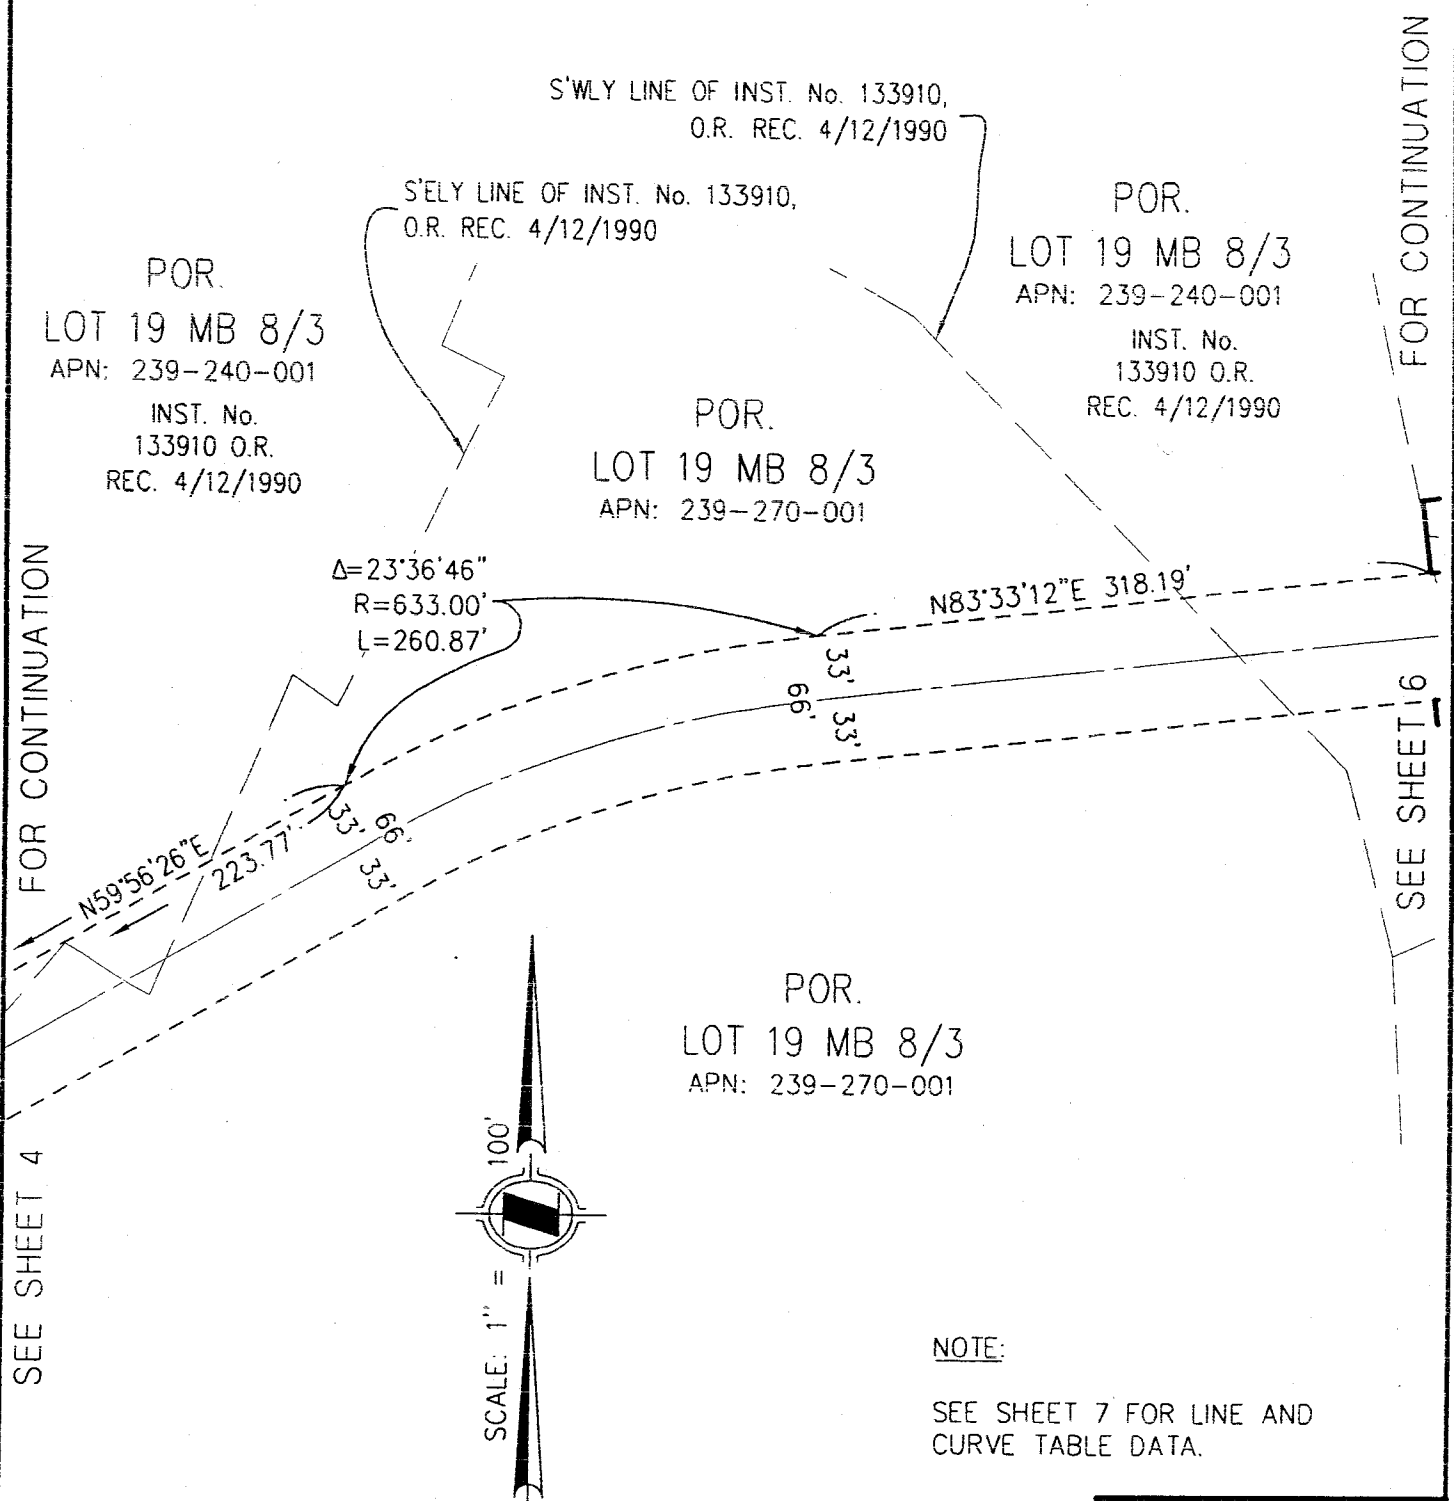 S'WLY LINE OF INST. No. 133910,
O.R. REC. 4/12/1990
S'ELY LINE OF INST. No. 133910,
O.R. REC. 4/12/1990
POR.
LOT 19 MB 8/3
APN: 239-240-001
INST. No.
133910 O.R.
REC. 4/12/1990
POR.
LOT 19 MB 8/3
APN: 239-240-001
INST. No.
133910 O.R.
REC. 4/12/1990
POR.
LOT 19 MB 8/3
APN: 239-270-001
Δ=23°36'46"
R=633.00'
L=260.87'
N83°33'12"E 318.19'
33'
66'
33'
N59°56'26"E
223.77'
33'
66'
33'
FOR CONTINUATION
SEE SHEET 4
FOR CONTINUATION
SEE SHEET 6
POR.
LOT 19 MB 8/3
APN: 239-270-001
SCALE: 1" = 100'
NOTE:
SEE SHEET 7 FOR LINE AND
CURVE TABLE DATA.